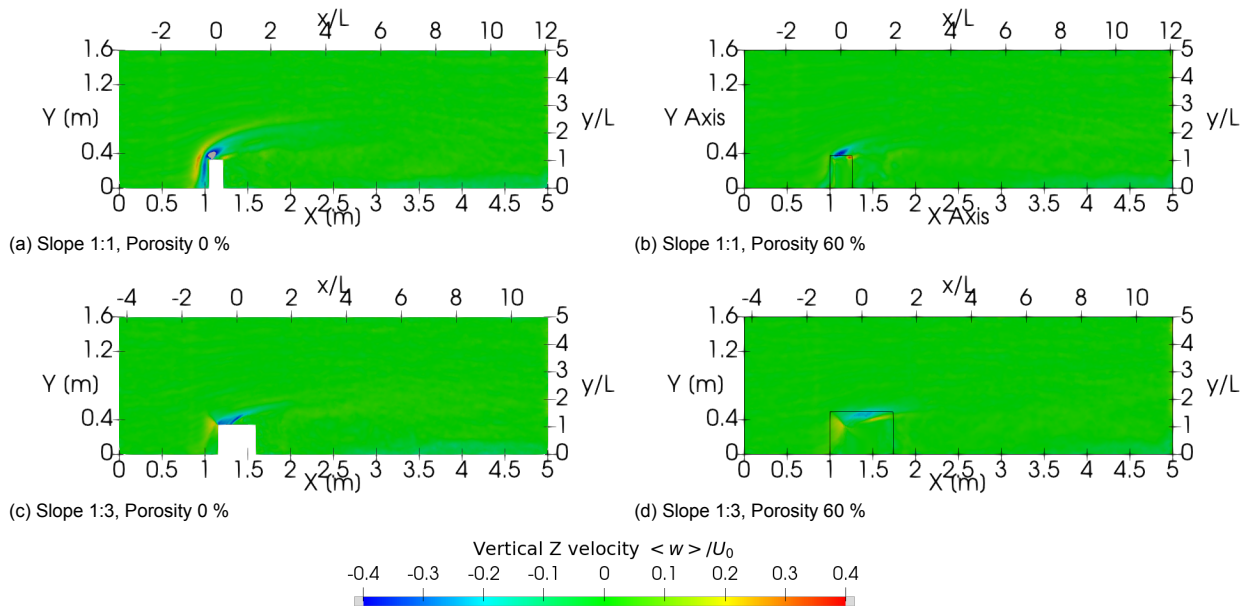 x/L
-2 0 2 4 6 8 10 12
1.6 5
1.2 4
3
Y (m) y/L
0.4 2
1
0 0
0 0.5 1 1.5 2 2.5 3 3.5 4 4.5 5
X (m)
(a) Slope 1:1, Porosity 0 %
x/L
-2 0 2 4 6 8 10 12
1.6 5
1.2 4
3
Y Axis y/L
0.4 2
1
0 0
0 0.5 1 1.5 2 2.5 3 3.5 4 4.5 5
X Axis
(b) Slope 1:1, Porosity 60 %
x/L
-4 -2 0 2 4 6 8 10
1.6 5
1.2 4
3
Y (m) y/L
0.4 2
1
0 0
0 0.5 1 1.5 2 2.5 3 3.5 4 4.5 5
X (m)
(c) Slope 1:3, Porosity 0 %
x/L
-4 -2 0 2 4 6 8 10
1.6 5
1.2 4
3
Y (m) y/L
0.4 2
1
0 0
0 0.5 1 1.5 2 2.5 3 3.5 4 4.5 5
X (m)
(d) Slope 1:3, Porosity 60 %
Vertical Z velocity < w > /U₀
-0.4 -0.3 -0.2 -0.1 0 0.1 0.2 0.3 0.4